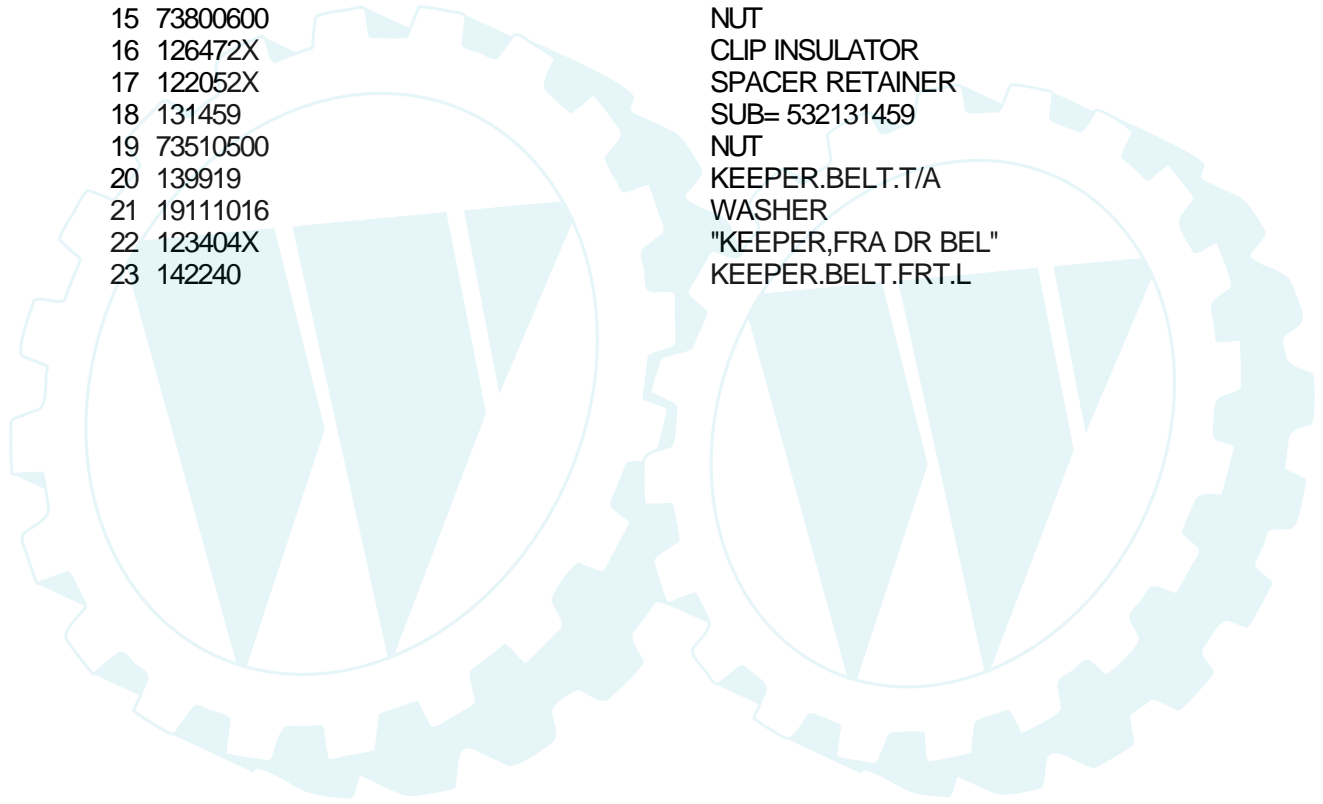 15 73800600 NUT
16 126472X CLIP INSULATOR
17 122052X SPACER RETAINER
18 131459 SUB= 532131459
19 73510500 NUT
20 139919 KEEPER.BELT.T/A
21 19111016 WASHER
22 123404X "KEEPER,FRA DR BEL"
23 142240 KEEPER.BELT.FRT.L